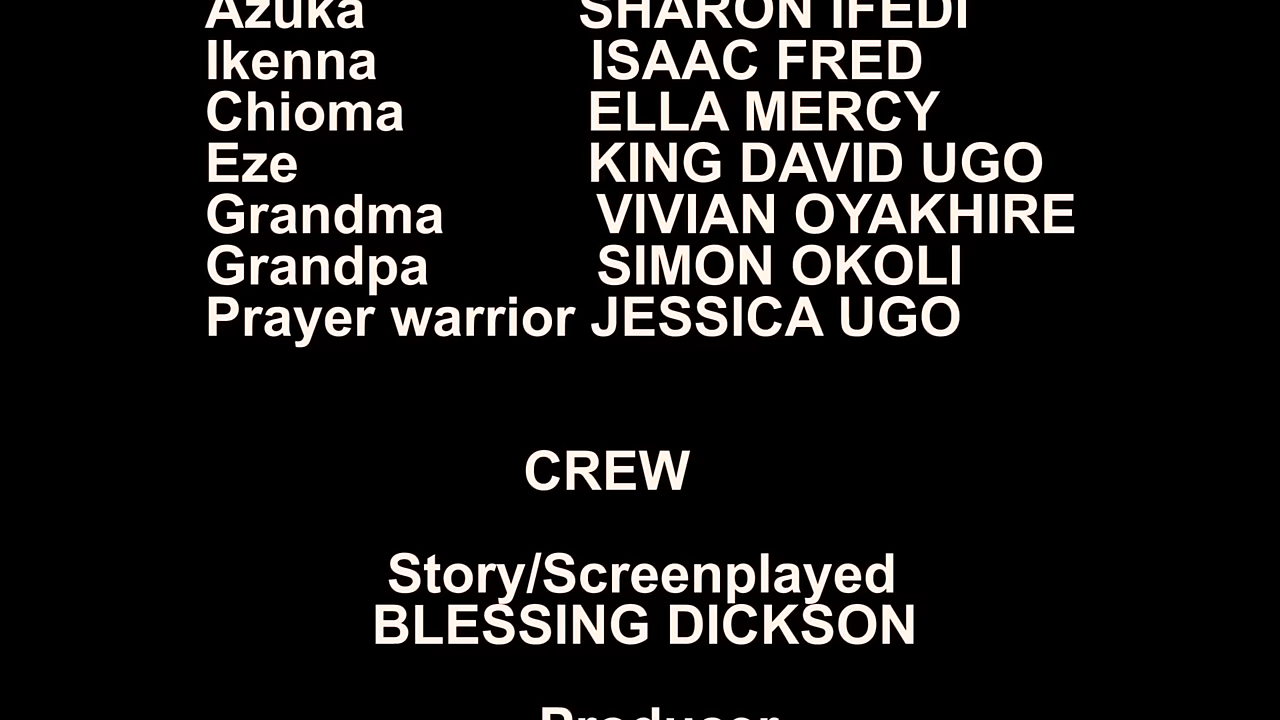 Azuka SHARON IFEDI
Ikenna ISAAC FRED
Chioma ELLA MERCY
Eze KING DAVID UGO
Grandma VIVIAN OYAKHIRE
Grandpa SIMON OKOLI
Prayer warrior JESSICA UGO
CREW
Story/Screenplayed
BLESSING DICKSON
Producer